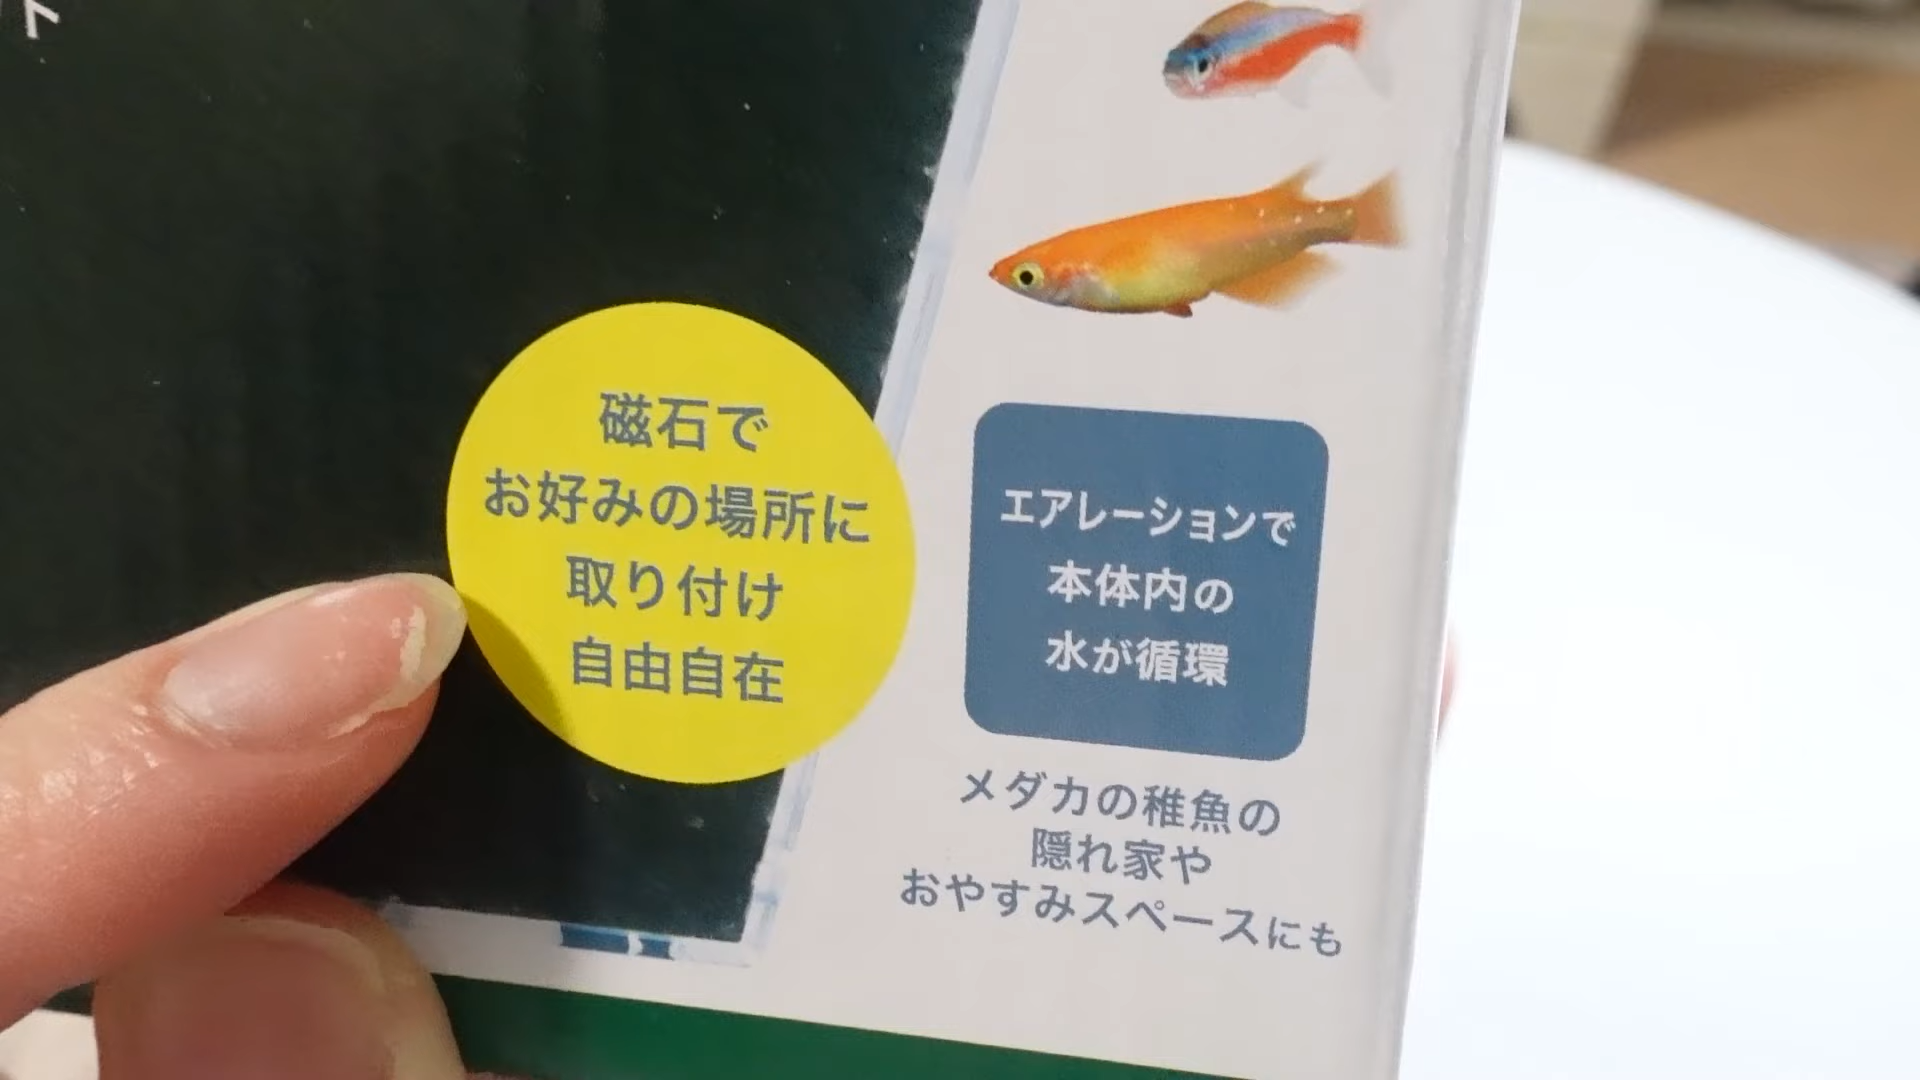 磁石で
お好みの場所に
取り付け
自由自在
エアレーションで
本体内の
水が循環
メダカの稚魚の
隠れ家や
おやすみスペースにも